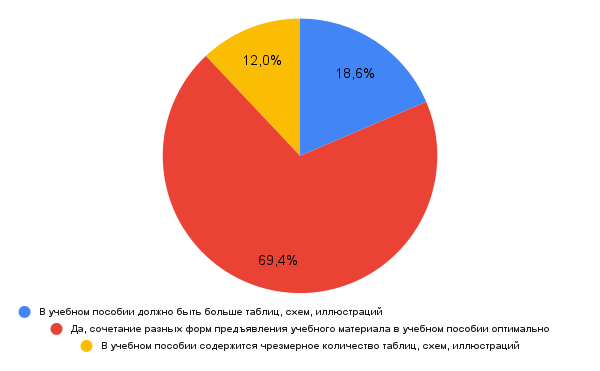 12,0%
18,6%
69,4%
В учебном пособии должно быть больше таблиц, схем, иллюстраций
Да, сочетание разных форм предъявления учебного материала в учебном пособии оптимально
В учебном пособии содержится чрезмерное количество таблиц, схем, иллюстраций